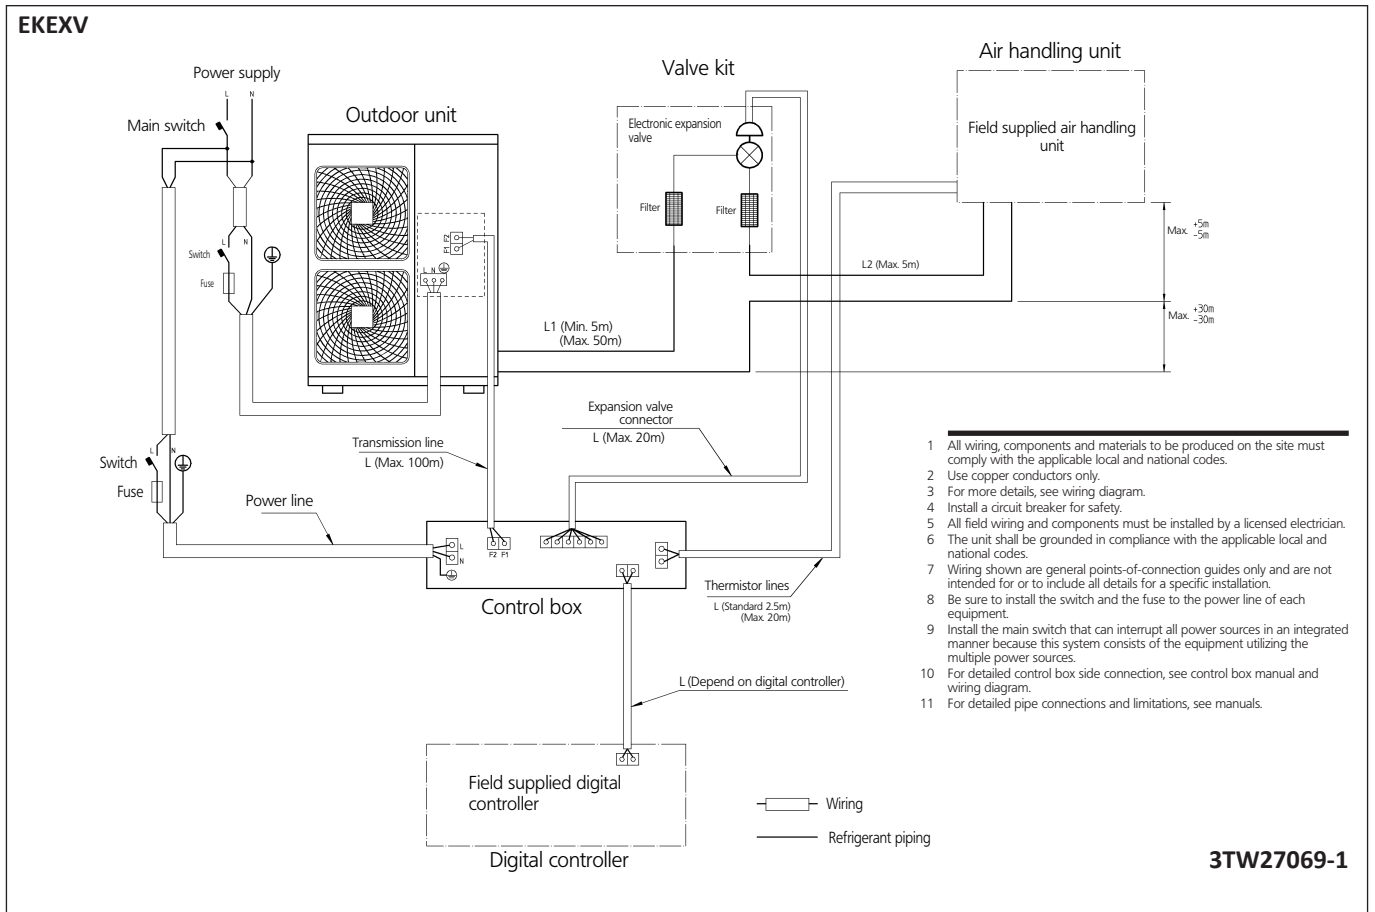 EKEXV
Power supply
L N
Main switch
Outdoor unit
Valve kit
Air handling unit
Electronic expansion
valve
Field supplied air handling
unit
Filter
Filter
L N
Switch
Fuse
F2
F1
L N
Max. +5m
-5m
L2 (Max. 5m)
L1 (Min. 5m)
(Max. 50m)
Max. +30m
-30m
Expansion valve
connector
L (Max. 20m)
Transmission line
L (Max. 100m)
L N
Switch
Fuse
Power line
L
N
F2 F1
Control box
Thermistor lines
L (Standard 2.5m)
(Max. 20m)
L (Depend on digital controller)
Field supplied digital
controller
Digital controller
Wiring
Refrigerant piping
1 All wiring, components and materials to be produced on the site must
comply with the applicable local and national codes.
2 Use copper conductors only.
3 For more details, see wiring diagram.
4 Install a circuit breaker for safety.
5 All field wiring and components must be installed by a licensed electrician.
6 The unit shall be grounded in compliance with the applicable local and
national codes.
7 Wiring shown are general points-of-connection guides only and are not
intended for or to include all details for a specific installation.
8 Be sure to install the switch and the fuse to the power line of each
equipment.
9 Install the main switch that can interrupt all power sources in an integrated
manner because this system consists of the equipment utilizing the
multiple power sources.
10 For detailed control box side connection, see control box manual and
wiring diagram.
11 For detailed pipe connections and limitations, see manuals.
3TW27069-1